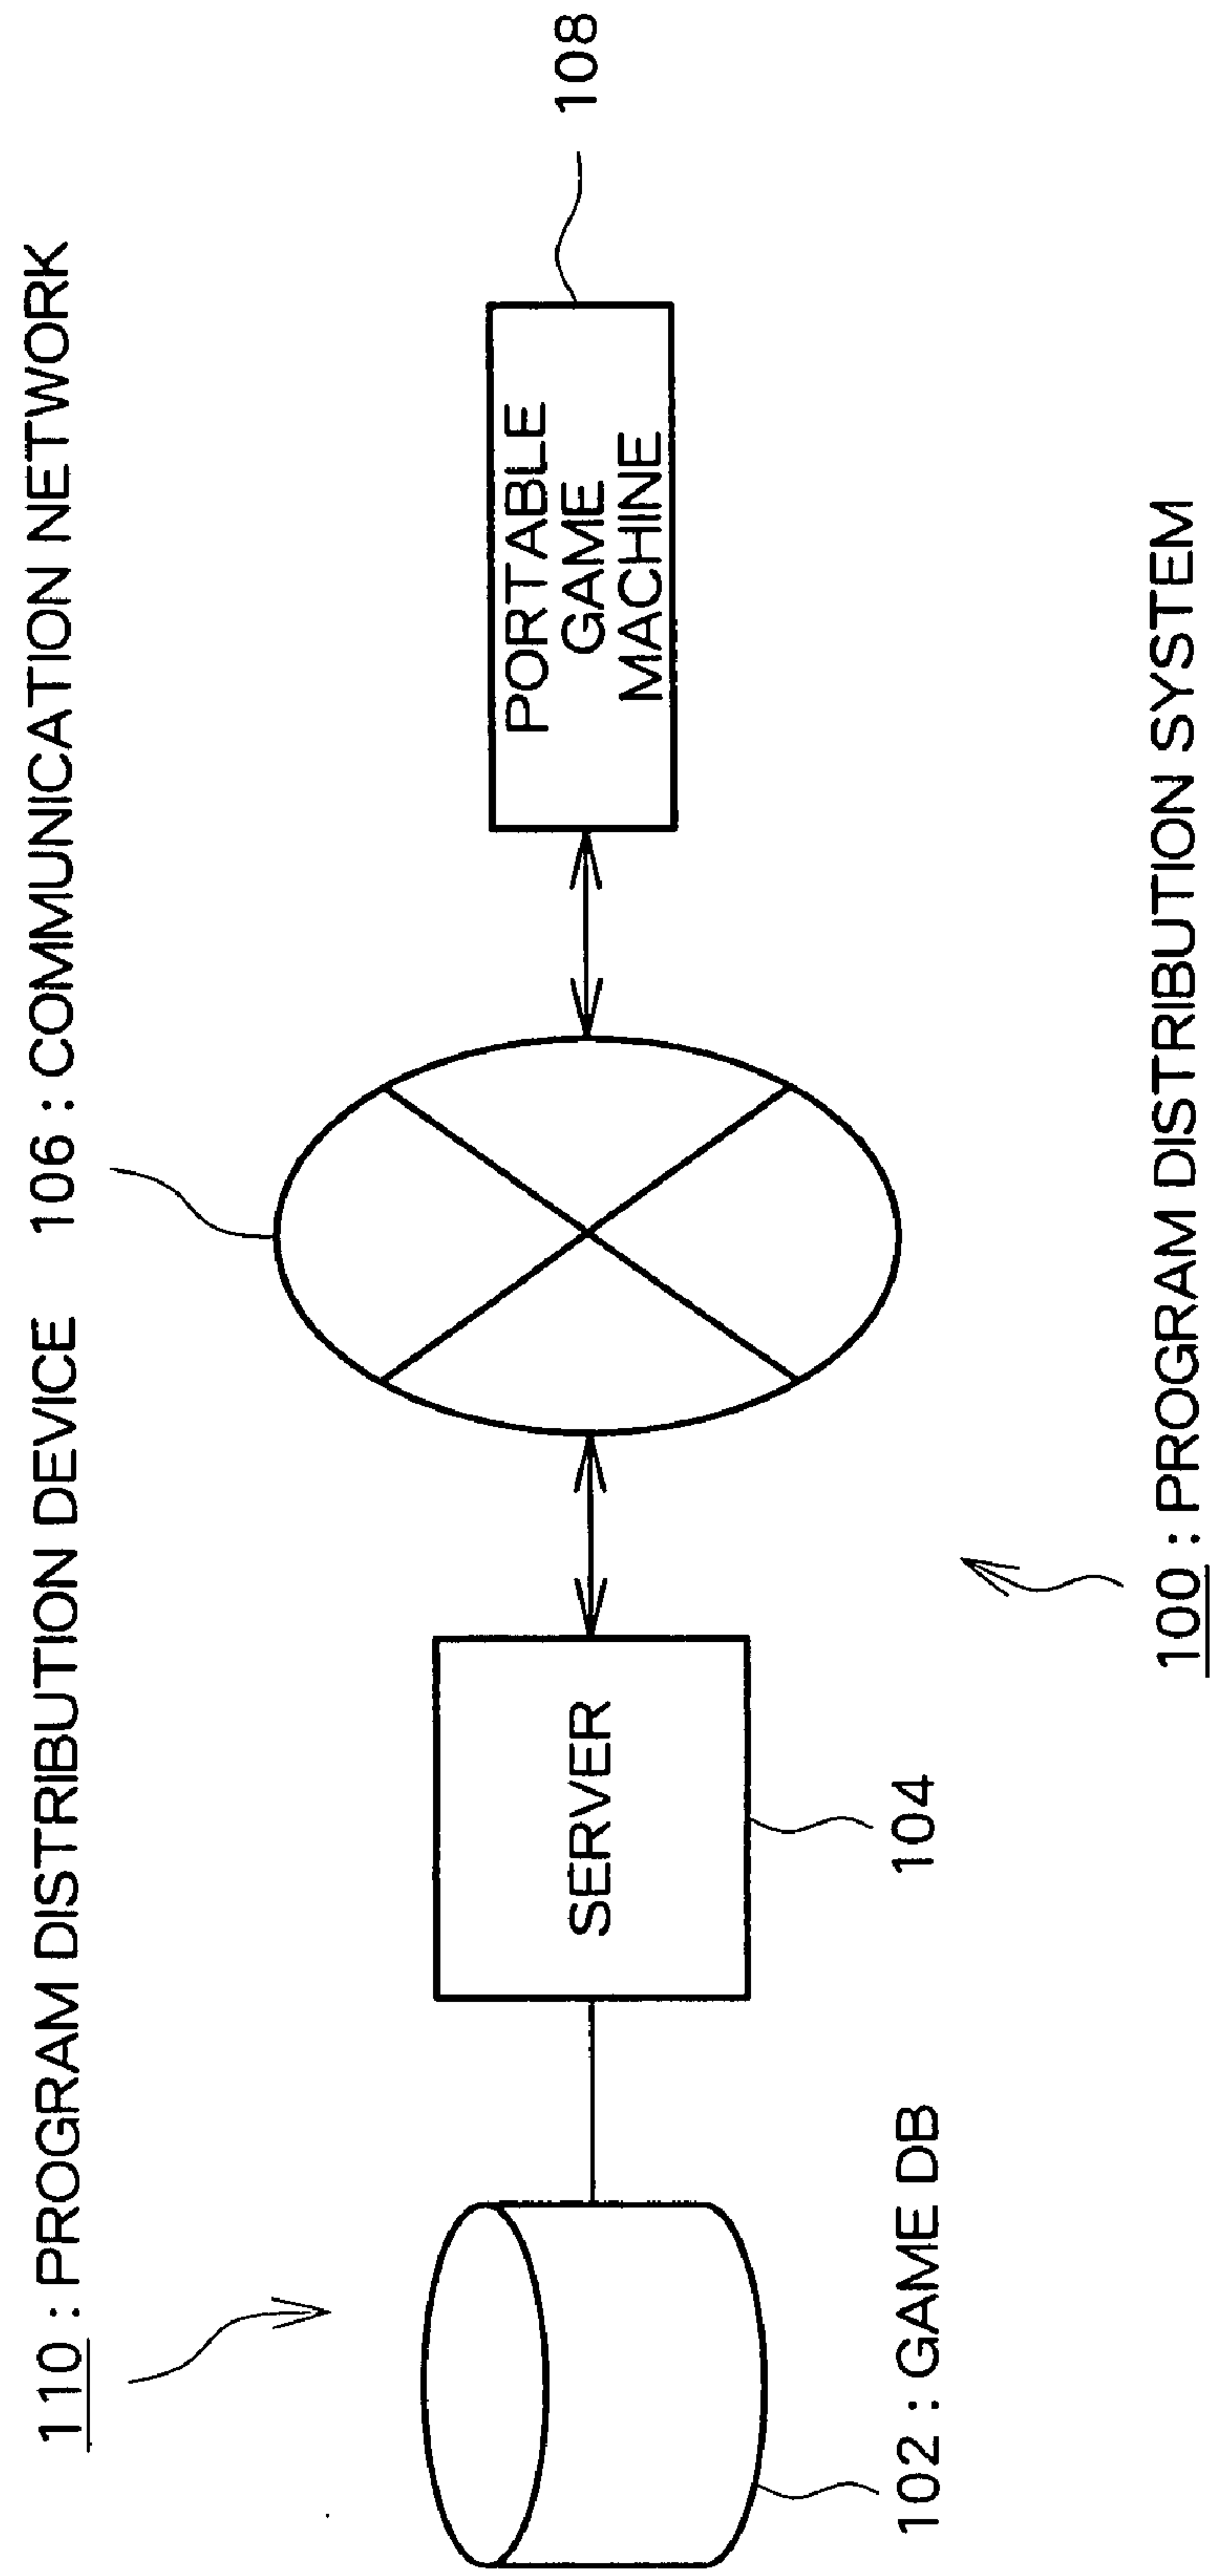 110 : PROGRAM DISTRIBUTION DEVICE
106 : COMMUNICATION NETWORK
108
PORTABLE
GAME
MACHINE
SERVER
104
102 : GAME DB
100 : PROGRAM DISTRIBUTION SYSTEM